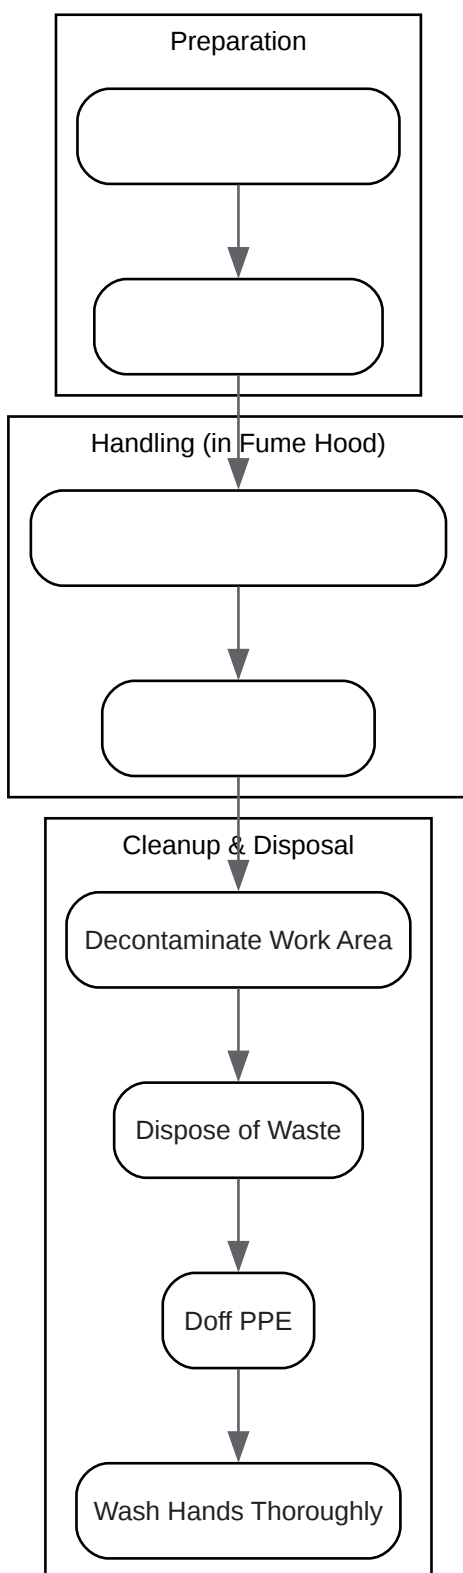 Preparation
Handling (in Fume Hood)
Cleanup & Disposal
Decontaminate Work Area
Dispose of Waste
Doff PPE
Wash Hands Thoroughly